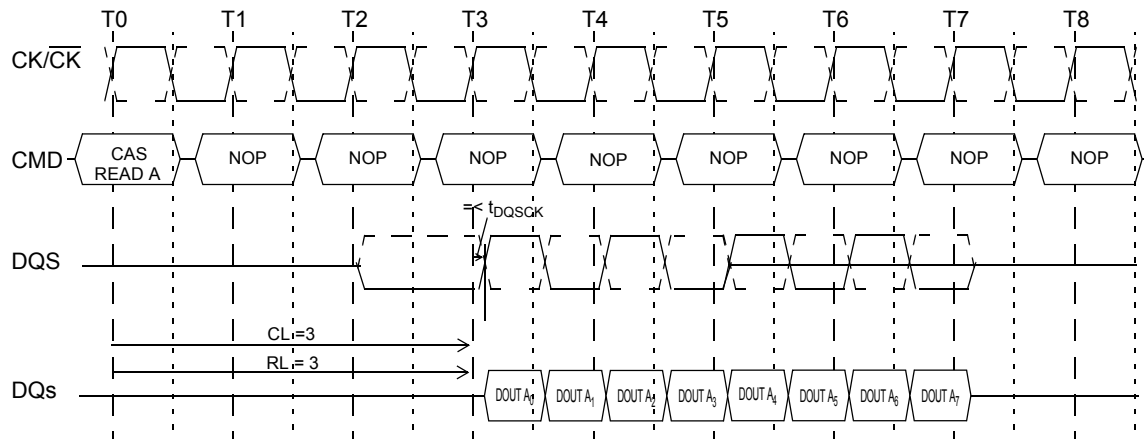 T0 T1 T2 T3 T4 T5 T6 T7 T8
CK/C̅K̅
CMD
CAS READ A
NOP NOP NOP NOP NOP NOP NOP NOP
=< tDQSCK
DQS
CL =3
RL = 3
DQs
DOUT A0 DOUT A1 DOUT A2 DOUT A3 DOUT A4 DOUT A5 DOUT A6 DOUT A7